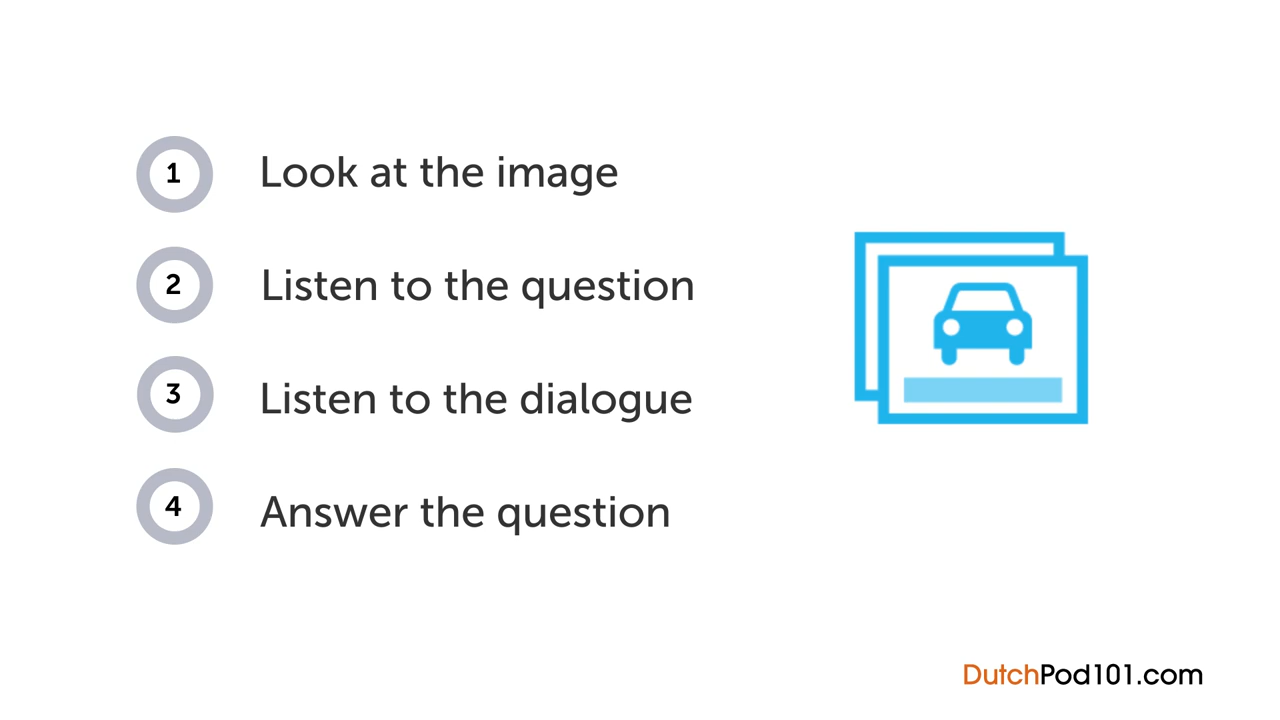 1 Look at the image
2 Listen to the question
3 Listen to the dialogue
4 Answer the question
DutchPod101.com